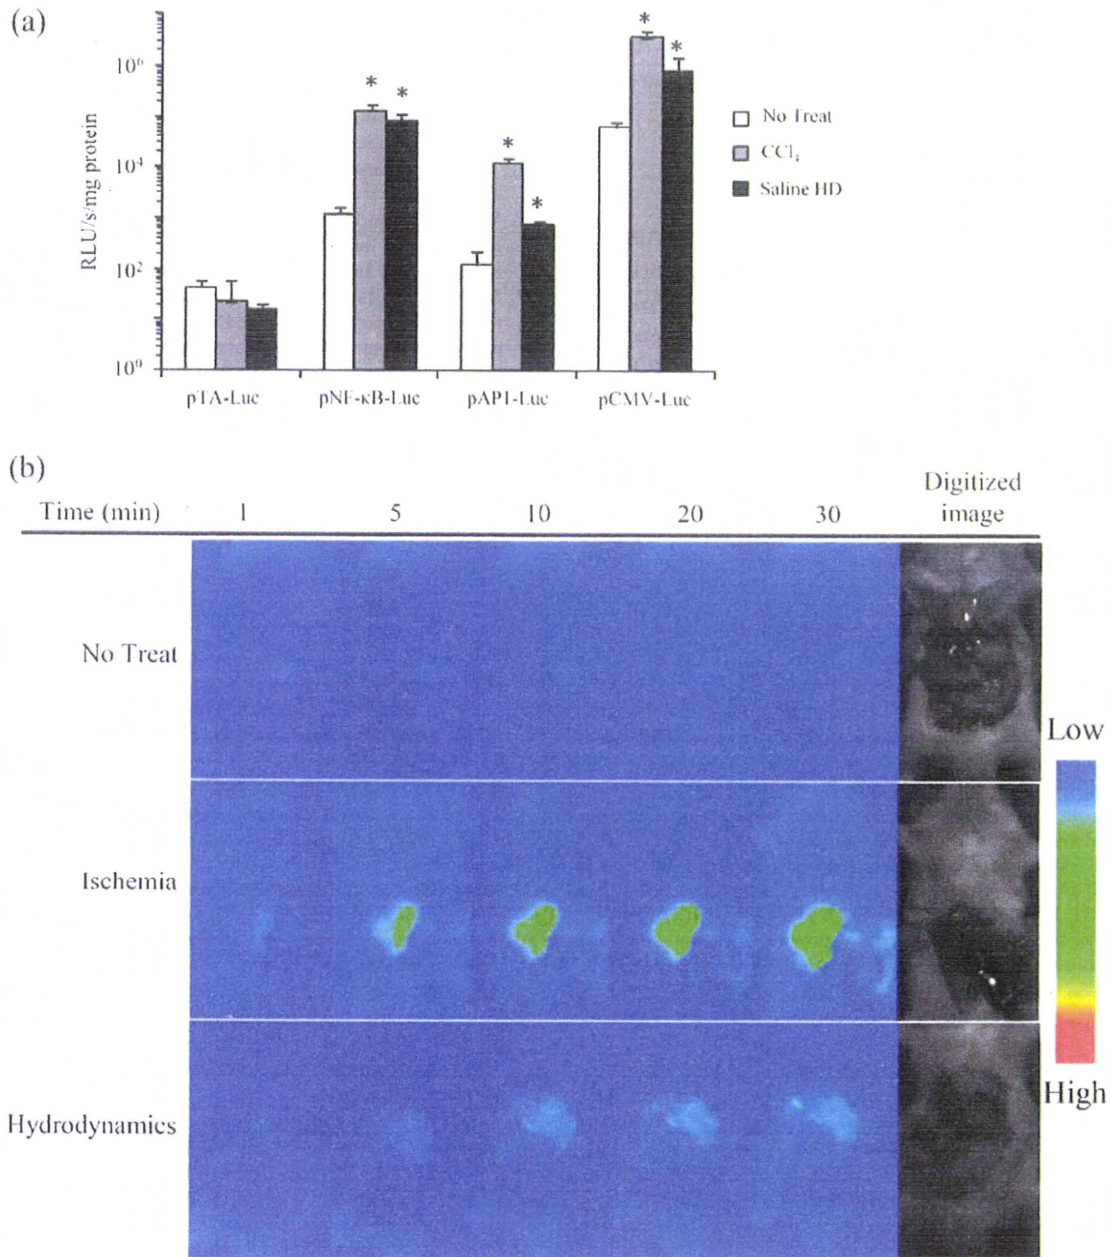 (a)
RLU/s/mg protein
10⁶
10⁴
10²
10⁰
* * * * * *
pTA-Luc pNF-κB-Luc pAP1-Luc pCMV-Luc
No Treat
CCl₄
Saline HD
(b)
Time (min) 1 5 10 20 30 Digitized image
No Treat
Ischemia
Hydrodynamics
Low
High